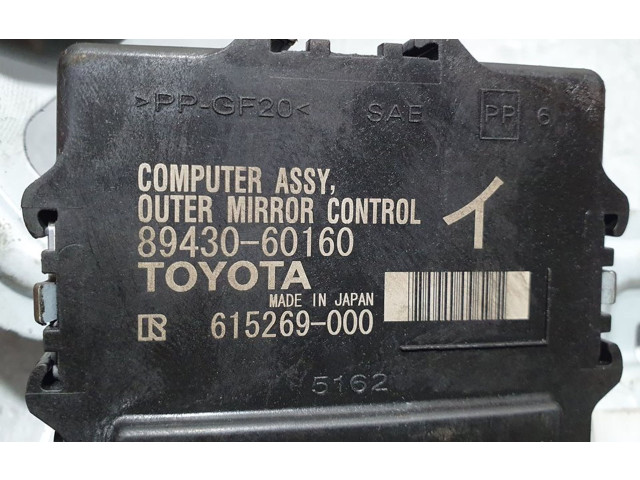 >PP-GF20< SAE PP 6
COMPUTER ASSY,
OUTER MIRROR CONTROL イ
89430-60160
TOYOTA
MADE IN JAPAN
R 615269-000
5162